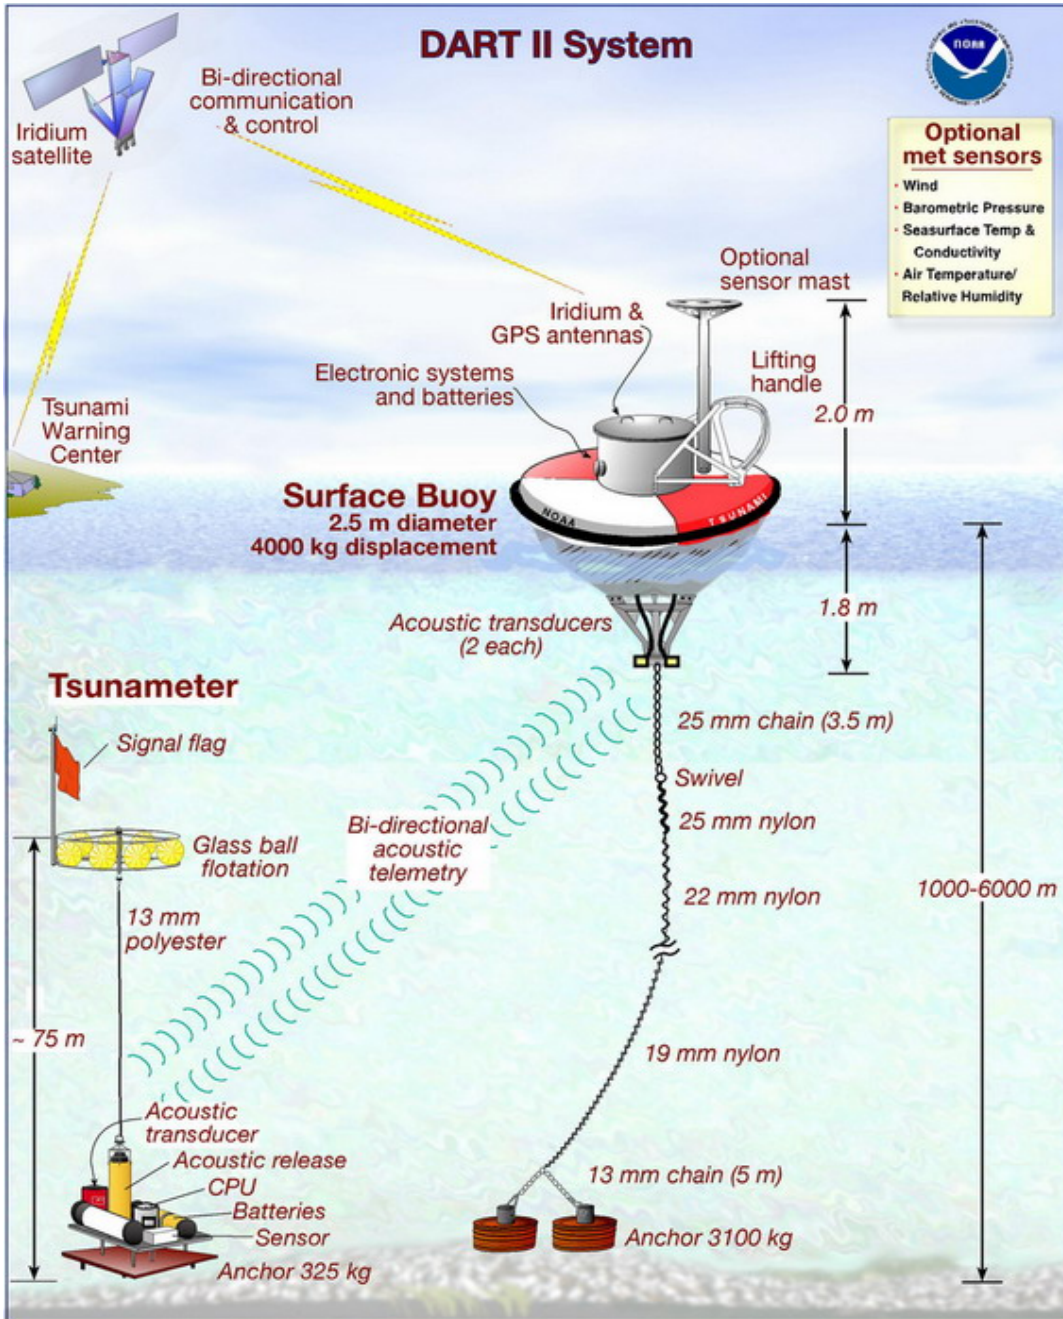 DART II System
NOAA
Optional
met sensors
• Wind
• Barometric Pressure
• Seasurface Temp &
Conductivity
• Air Temperature/
Relative Humidity
Iridium
satellite
Bi-directional
communication
& control
Optional
sensor mast
Iridium &
GPS antennas
Lifting
handle
2.0 m
Electronic systems
and batteries
Tsunami
Warning
Center
Surface Buoy
2.5 m diameter
4000 kg displacement
NOAA
TSUNAMI
1.8 m
Acoustic transducers
(2 each)
Tsunameter
Signal flag
25 mm chain (3.5 m)
Swivel
25 mm nylon
Bi-directional
acoustic
telemetry
Glass ball
flotation
22 mm nylon
1000-6000 m
13 mm
polyester
~ 75 m
19 mm nylon
Acoustic
transducer
Acoustic release
CPU
Batteries
Sensor
Anchor 325 kg
13 mm chain (5 m)
Anchor 3100 kg